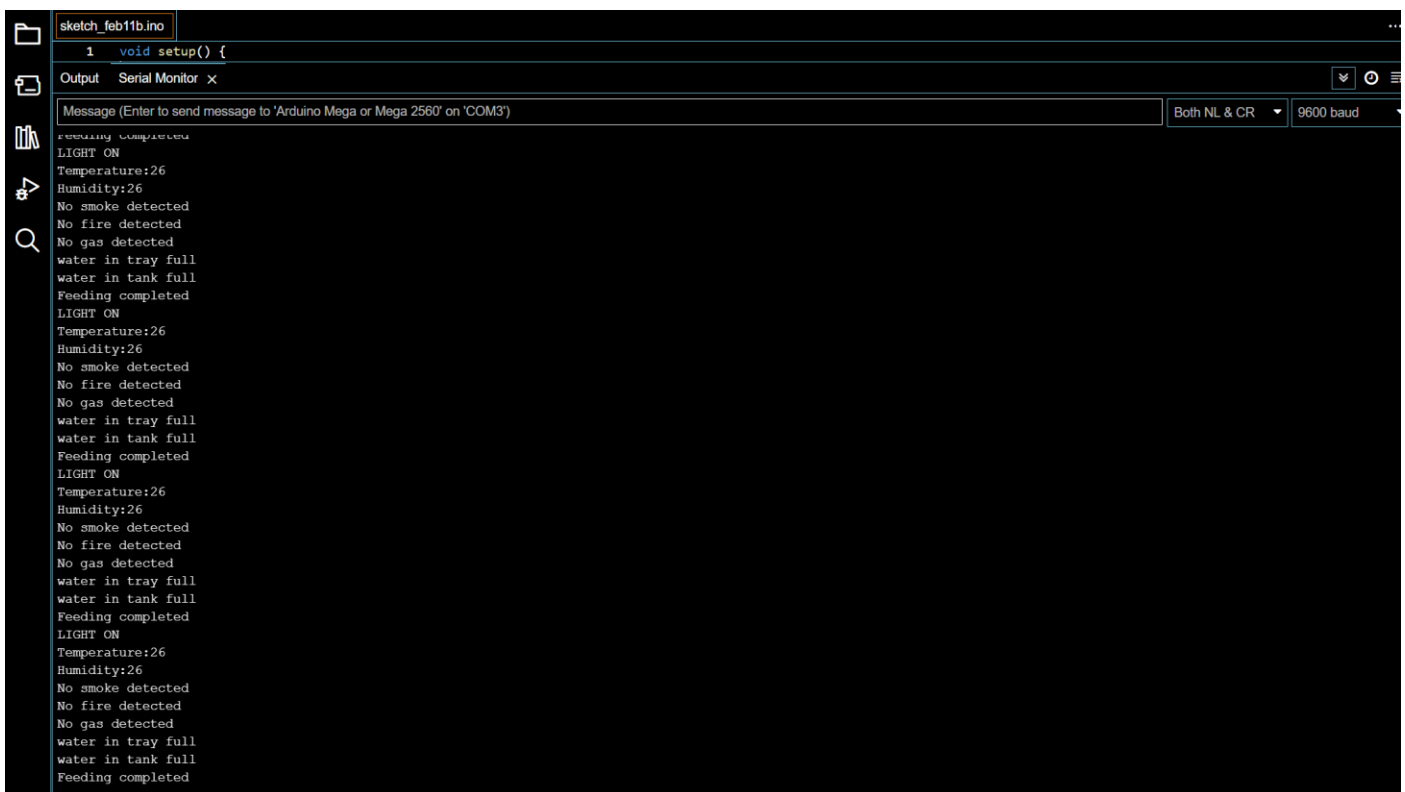 sketch_feb11b.ino
1 void setup() {
Output Serial Monitor
Message (Enter to send message to 'Arduino Mega or Mega 2560' on 'COM3') Both NL & CR 9600 baud
Feeding completed
LIGHT ON
Temperature:26
Humidity:26
No smoke detected
No fire detected
No gas detected
water in tray full
water in tank full
Feeding completed
LIGHT ON
Temperature:26
Humidity:26
No smoke detected
No fire detected
No gas detected
water in tray full
water in tank full
Feeding completed
LIGHT ON
Temperature:26
Humidity:26
No smoke detected
No fire detected
No gas detected
water in tray full
water in tank full
Feeding completed
LIGHT ON
Temperature:26
Humidity:26
No smoke detected
No fire detected
No gas detected
water in tray full
water in tank full
Feeding completed